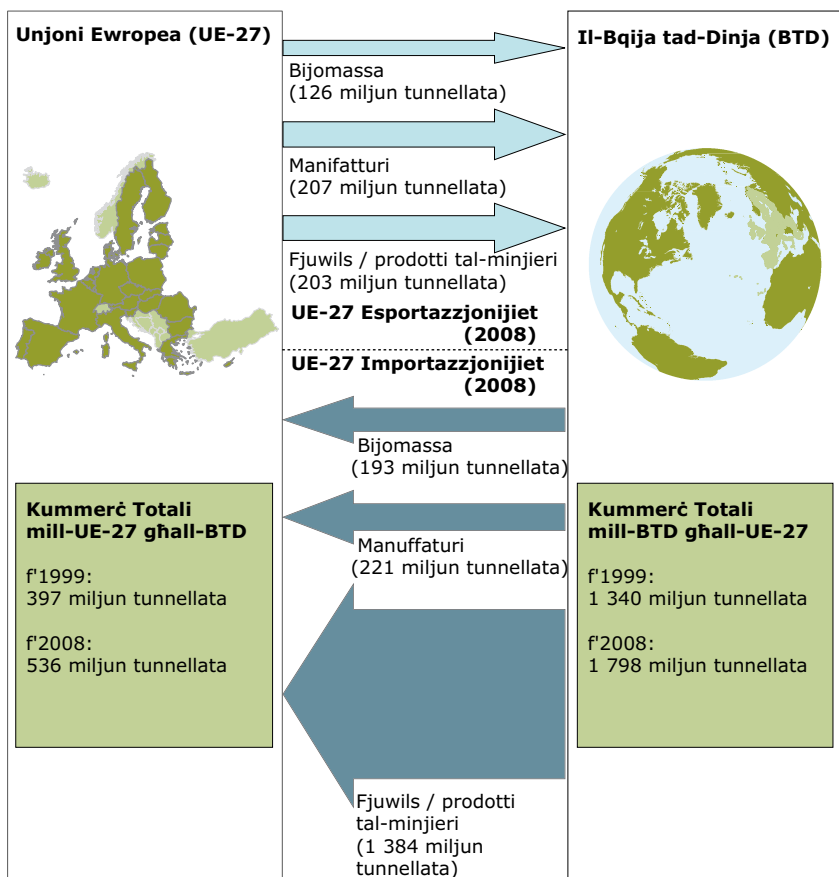 Unjoni Ewropea (UE-27)
Il-Bqija tad-Dinja (BTD)
Bijomassa
(126 miljun tunnellata)
Manifatturi
(207 miljun tunnellata)
Fjuwils / prodotti tal-minjieri
(203 miljun tunnellata)
UE-27 Esportazzjonijiet
(2008)
UE-27 Importazzjonijiet
(2008)
Bijomassa
(193 miljun tunnellata)
Manuffaturi
(221 miljun tunnellata)
Fjuwils / prodotti
tal-minjieri
(1 384 miljun
tunnellata)
Kummerċ Totali
mill-UE-27 għall-BTD
f'1999:
397 miljun tunnellata
f'2008:
536 miljun tunnellata
Kummerċ Totali
mill-BTD għall-UE-27
f'1999:
1 340 miljun tunnellata
f'2008:
1 798 miljun tunnellata